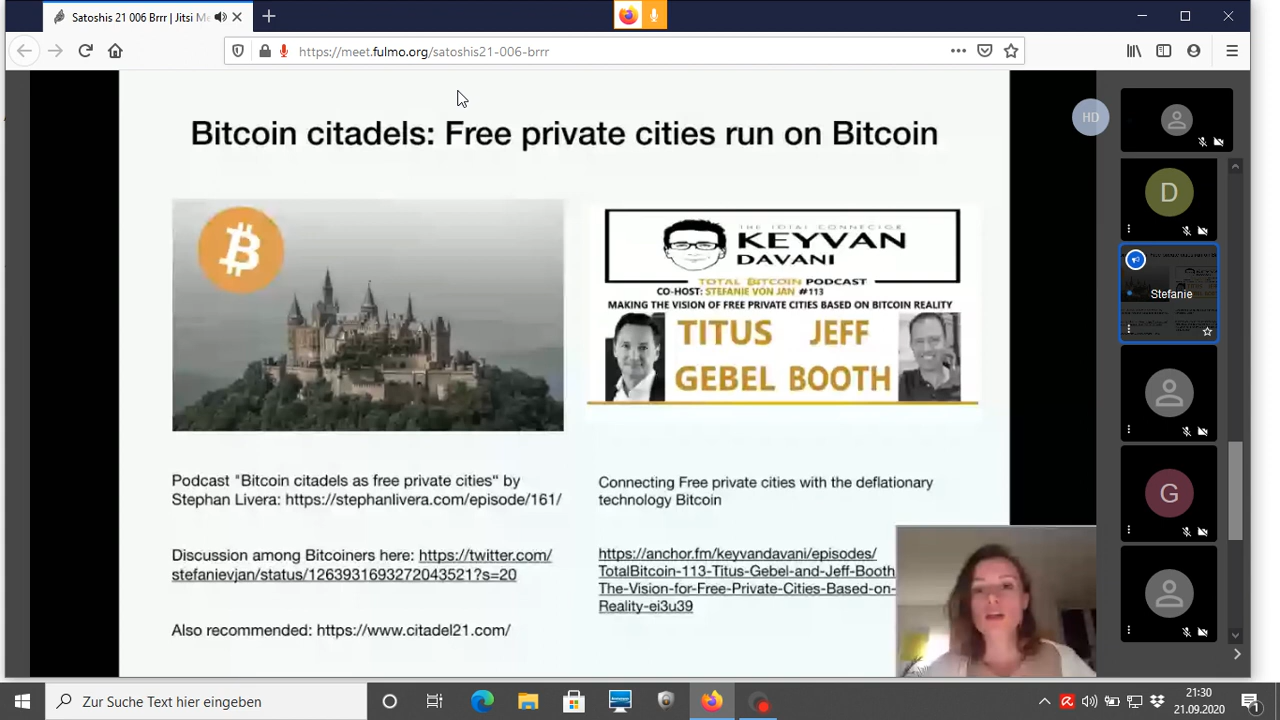 Satoshis 21 006 Brrr | Jitsi Me
https://meet.fulmo.org/satoshis21-006-brrr
HD
Bitcoin citadels: Free private cities run on Bitcoin
THE TOTAL CONNECTOR
KEYVAN
DAVANI
TOTAL BITCOIN PODCAST
CO-HOST: STEFANIE VON JAN #113
MAKING THE VISION OF FREE PRIVATE CITIES BASED ON BITCOIN REALITY
TITUS JEFF
GEBEL BOOTH
Podcast "Bitcoin citadels as free private cities" by
Stephan Livera: https://stephanlivera.com/episode/161/
Discussion among Bitcoiners here: https://twitter.com/
stefanievjan/status/1263931693272043521?s=20
Also recommended: https://www.citadel21.com/
Connecting Free private cities with the deflationary
technology Bitcoin
https://anchor.fm/keyvandavani/episodes/
TotalBitcoin-113-Titus-Gebel-and-Jeff-Booth
The-Vision-for-Free-Private-Cities-Based-on-
Reality-ei3u39
D
Stefanie
G
Zur Suche Text hier eingeben
21:30
21.09.2020
1